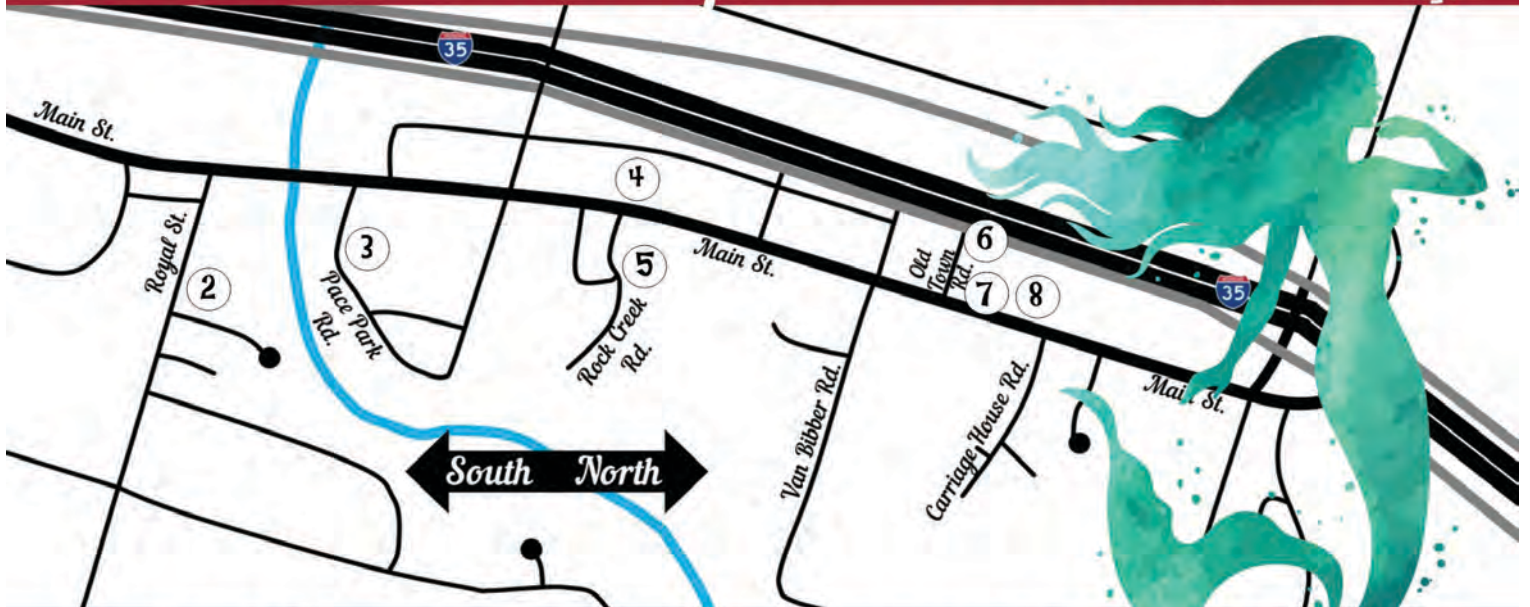 35
Main St.
4
Royal St.
3
2
Pace Park
Rd.
5
Rock Creek
Rd.
Main St.
Old
Town
Rd.
6
7
8
35
Van Bibber Rd.
Carriage House Rd.
Main St.
South North